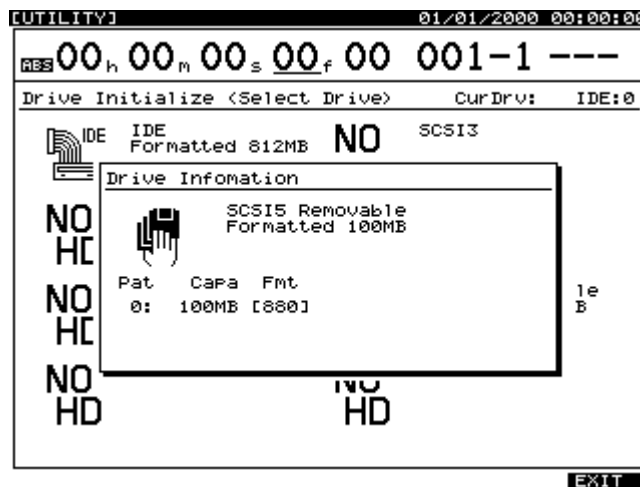 [UTILITY] 01/01/2000 00:00:00
ABS 00h 00m 00s 00f 00 001-1 ---
Drive Initialize (Select Drive) CurDrv: IDE:0
IDE IDE NO SCSI3
Formatted 812MB
Drive Infomation
NO SCSI5 Removable
HD Formatted 100MB
Pat Capa Fmt
NO 0: 100MB [880] le
HD B
NO NO
HD HD
EXIT